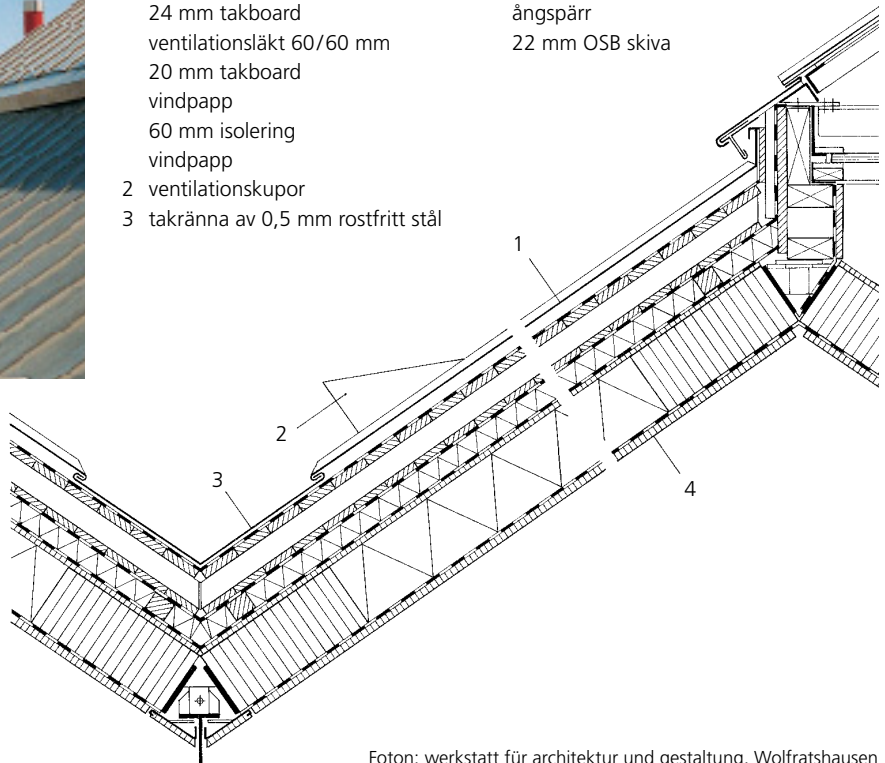 24 mm takboard
ventilationsläkt 60/60 mm
20 mm takboard
vindpapp
60 mm isolering
vindpapp
2 ventilationskupor
3 takränna av 0,5 mm rostfritt stål
ångspärr
22 mm OSB skiva
1
2
3
4
Foton: werkstatt für architektur und gestaltung, Wolfratshausen